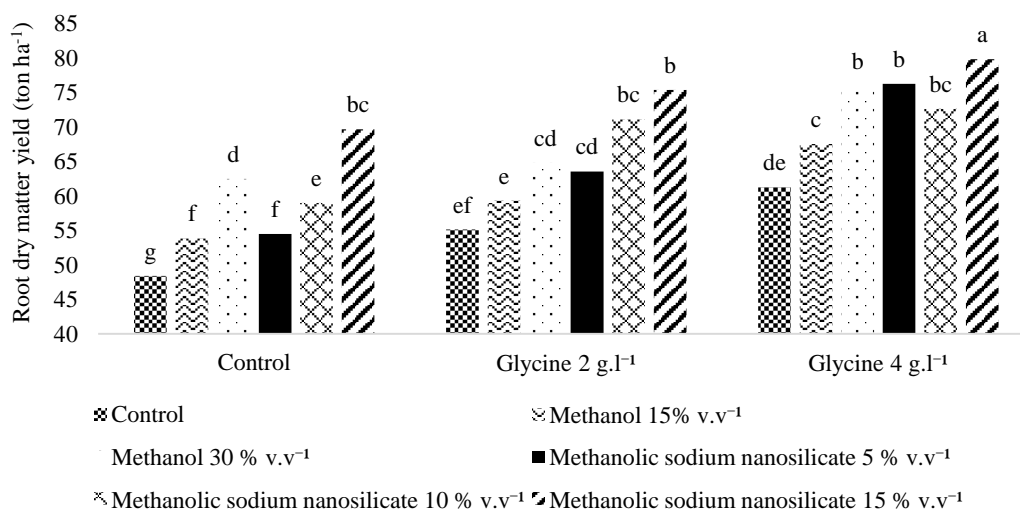 Root dry matter yield (ton ha⁻¹)
85
80
75
70
65
60
55
50
45
40
g
f
d
f
e
bc
ef
e
cd
cd
bc
b
de
c
b
b
bc
a
Control
Glycine 2 g.l⁻¹
Glycine 4 g.l⁻¹
Control
Methanol 15% v.v⁻¹
Methanol 30 % v.v⁻¹
Methanolic sodium nanosilicate 5 % v.v⁻¹
Methanolic sodium nanosilicate 10 % v.v⁻¹
Methanolic sodium nanosilicate 15 % v.v⁻¹